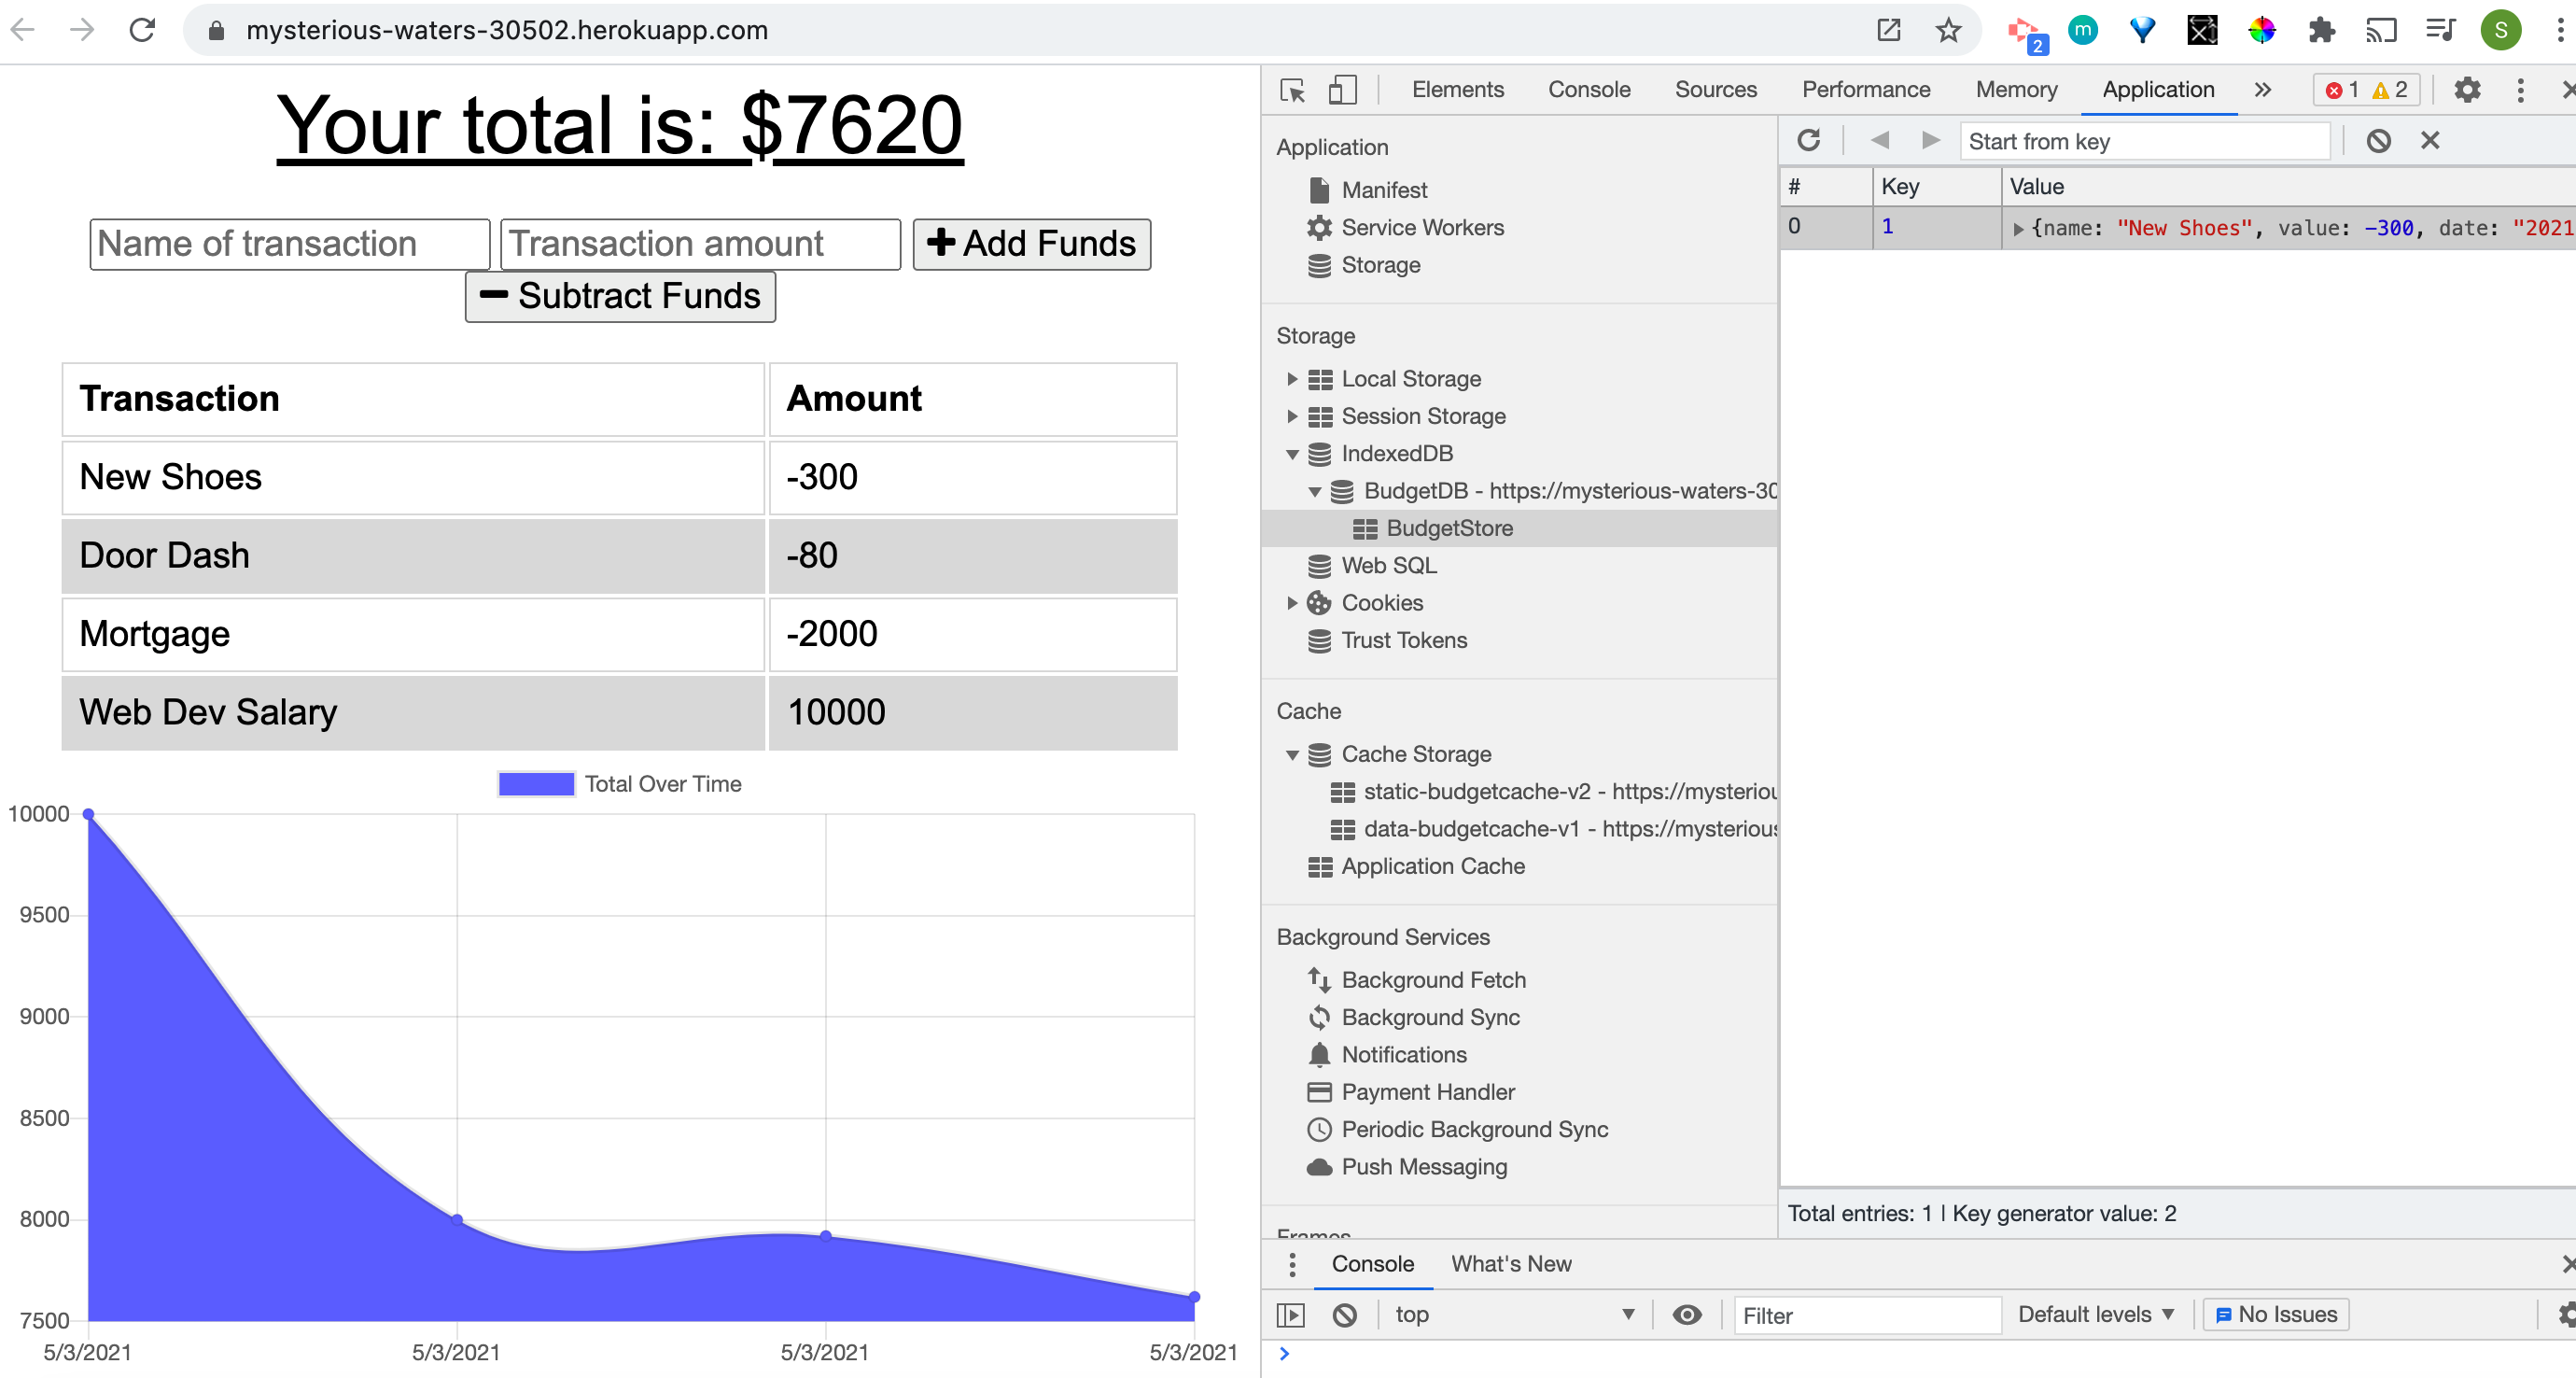 mysterious-waters-30502.herokuapp.com
2
m
S
Your total is: $7620
Name of transaction
Transaction amount
Add Funds
Subtract Funds
Transaction Amount
New Shoes -300
Door Dash -80
Mortgage -2000
Web Dev Salary 10000
Total Over Time
10000
9500
9000
8500
8000
7500
5/3/2021 5/3/2021 5/3/2021 5/3/2021
Elements Console Sources Performance Memory Application » 1 2
Application
Manifest
Service Workers
Storage
Storage
Local Storage
Session Storage
IndexedDB
BudgetDB - https://mysterious-waters-30
BudgetStore
Web SQL
Cookies
Trust Tokens
Cache
Cache Storage
static-budgetcache-v2 - https://mysteriou
data-budgetcache-v1 - https://mysterious
Application Cache
Background Services
Background Fetch
Background Sync
Notifications
Payment Handler
Periodic Background Sync
Push Messaging
Frames
Start from key
# Key Value
0 1 {name: "New Shoes", value: -300, date: "2021
Total entries: 1 | Key generator value: 2
Console What's New
top Filter Default levels No Issues